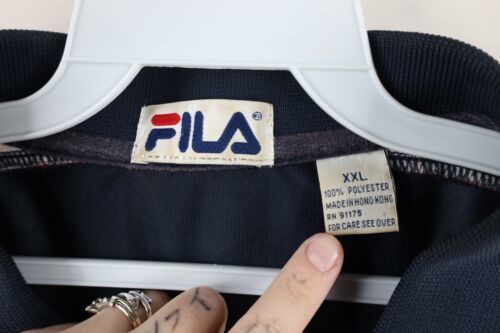 FILA®
XXL
100% POLYESTER
MADE IN HONG KONG
RN 91175
FOR CARE SEE OVER